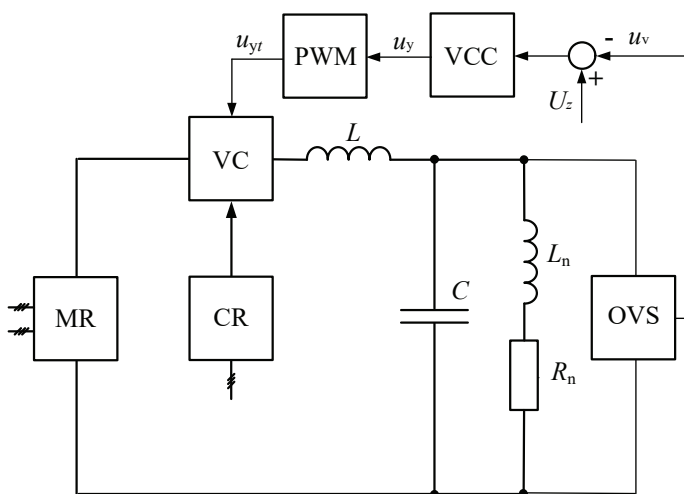 u_yt
PWM
u_y
VCC
-
u_v
+
U_z
VC
L
MR
CR
C
L_n
R_n
OVS